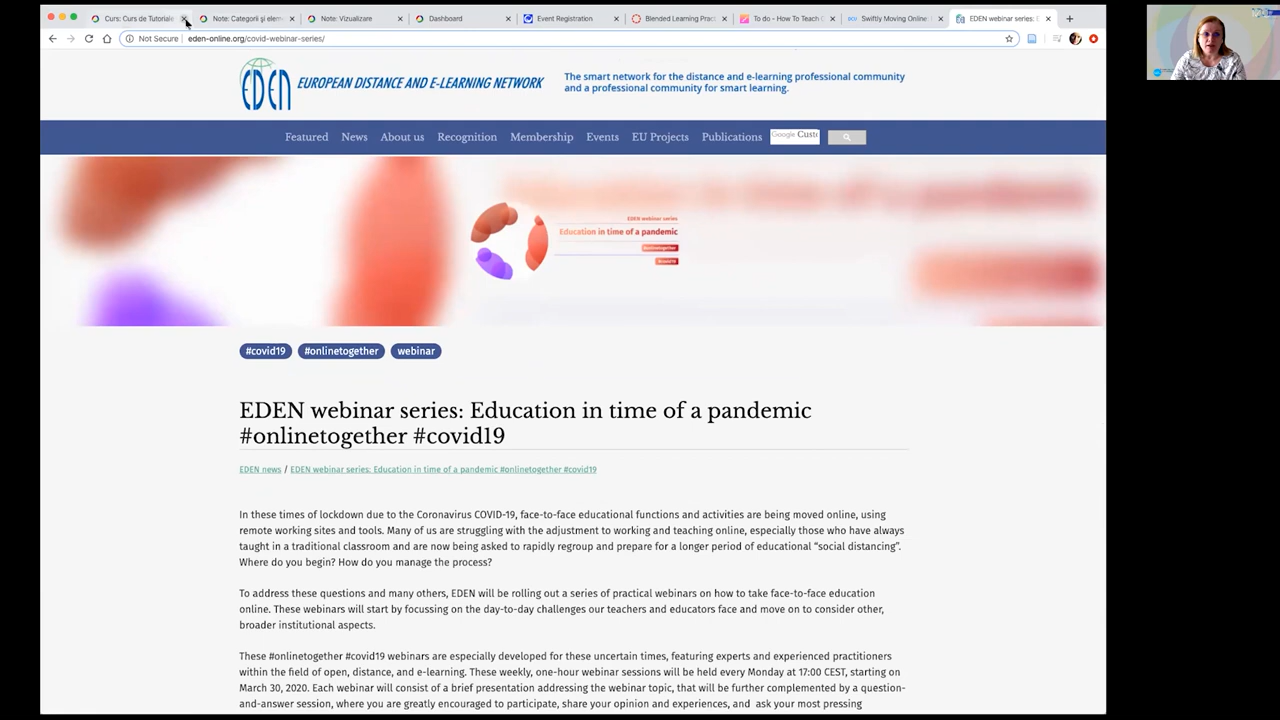 Curs: Curs de Tutoriale
Note: Categorii și elem
Note: Vizualizare
Dashboard
Event Registration
Blended Learning Prac
To do - How To Teach C
Swiftly Moving Online:
EDEN webinar series: E
Not Secure eden-online.org/covid-webinar-series/
EDEN EUROPEAN DISTANCE AND E-LEARNING NETWORK
The smart network for the distance and e-learning professional community
and a professional community for smart learning.
Featured News About us Recognition Membership Events EU Projects Publications Google Cust
Education in time of a pandemic
EDEN webinar series
Education in time of a pandemic
#onlinetogether
#covid19
#covid19 #onlinetogether webinar
EDEN webinar series: Education in time of a pandemic
#onlinetogether #covid19
EDEN news / EDEN webinar series: Education in time of a pandemic #onlinetogether #covid19
In these times of lockdown due to the Coronavirus COVID-19, face-to-face educational functions and activities are being moved online, using
remote working sites and tools. Many of us are struggling with the adjustment to working and teaching online, especially those who have always
taught in a traditional classroom and are now being asked to rapidly regroup and prepare for a longer period of educational “social distancing”.
Where do you begin? How do you manage the process?
To address these questions and many others, EDEN will be rolling out a series of practical webinars on how to take face-to-face education
online. These webinars will start by focussing on the day-to-day challenges our teachers and educators face and move on to consider other,
broader institutional aspects.
These #onlinetogether #covid19 webinars are especially developed for these uncertain times, featuring experts and experienced practitioners
within the field of open, distance, and e-learning. These weekly, one-hour webinar sessions will be held every Monday at 17:00 CEST, starting on
March 30, 2020. Each webinar will consist of a brief presentation addressing the webinar topic, that will be further complemented by a question-
and-answer session, where you are greatly encouraged to participate, share your opinion and experiences, and ask your most pressing